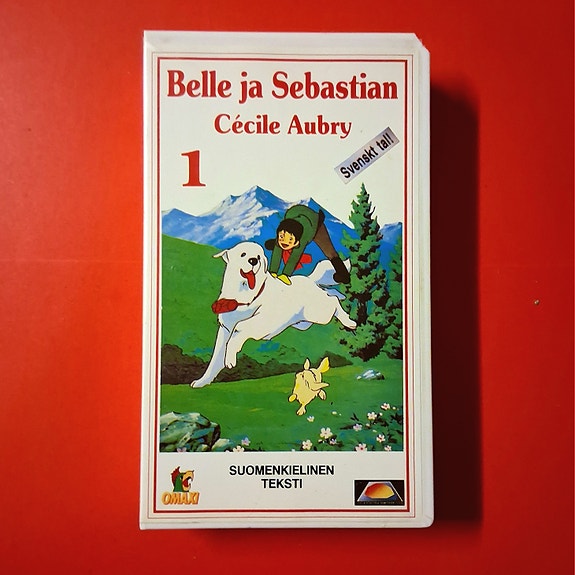 Belle ja Sebastian
Cécile Aubry
Svenskt tal!
1
SUOMENKIELINEN
TEKSTI
OMAXI